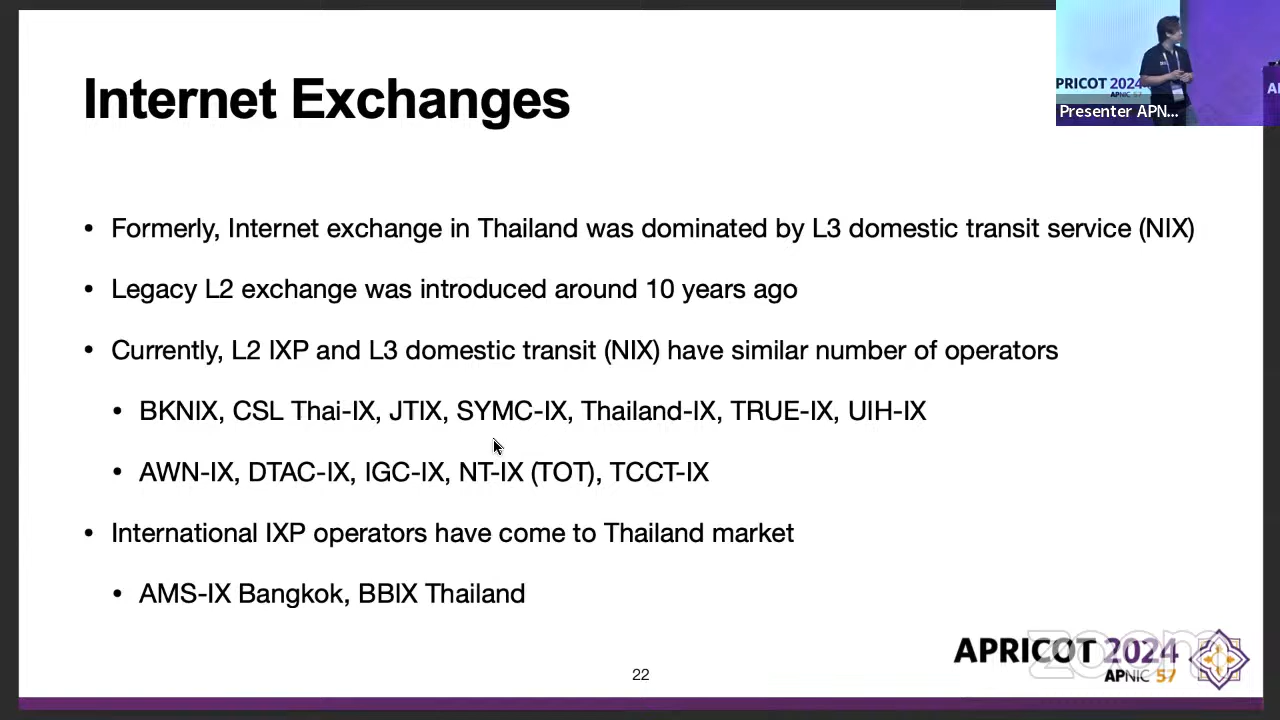 Internet Exchanges
PRICOT 2024
APNIC 57
A
Presenter APN...
• Formerly, Internet exchange in Thailand was dominated by L3 domestic transit service (NIX)
• Legacy L2 exchange was introduced around 10 years ago
• Currently, L2 IXP and L3 domestic transit (NIX) have similar number of operators
• BKNIX, CSL Thai-IX, JTIX, SYMC-IX, Thailand-IX, TRUE-IX, UIH-IX
• AWN-IX, DTAC-IX, IGC-IX, NT-IX (TOT), TCCT-IX
• International IXP operators have come to Thailand market
• AMS-IX Bangkok, BBIX Thailand
APRICOT 2024
zoom
APNIC 57
22